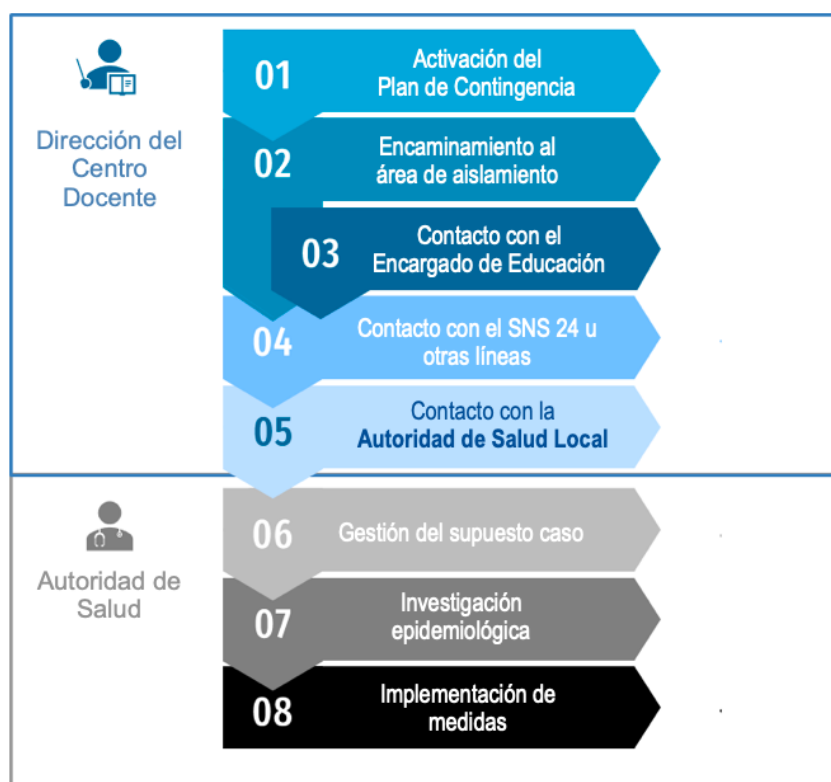 Dirección del
Centro
Docente
01
Activación del
Plan de Contingencia
02
Encaminamiento al
área de aislamiento
03
Contacto con el
Encargado de Educación
04
Contacto con el SNS 24 u
otras líneas
05
Contacto con la
Autoridad de Salud Local
Autoridad de
Salud
06
Gestión del supuesto caso
07
Investigación
epidemiológica
08
Implementación de
medidas